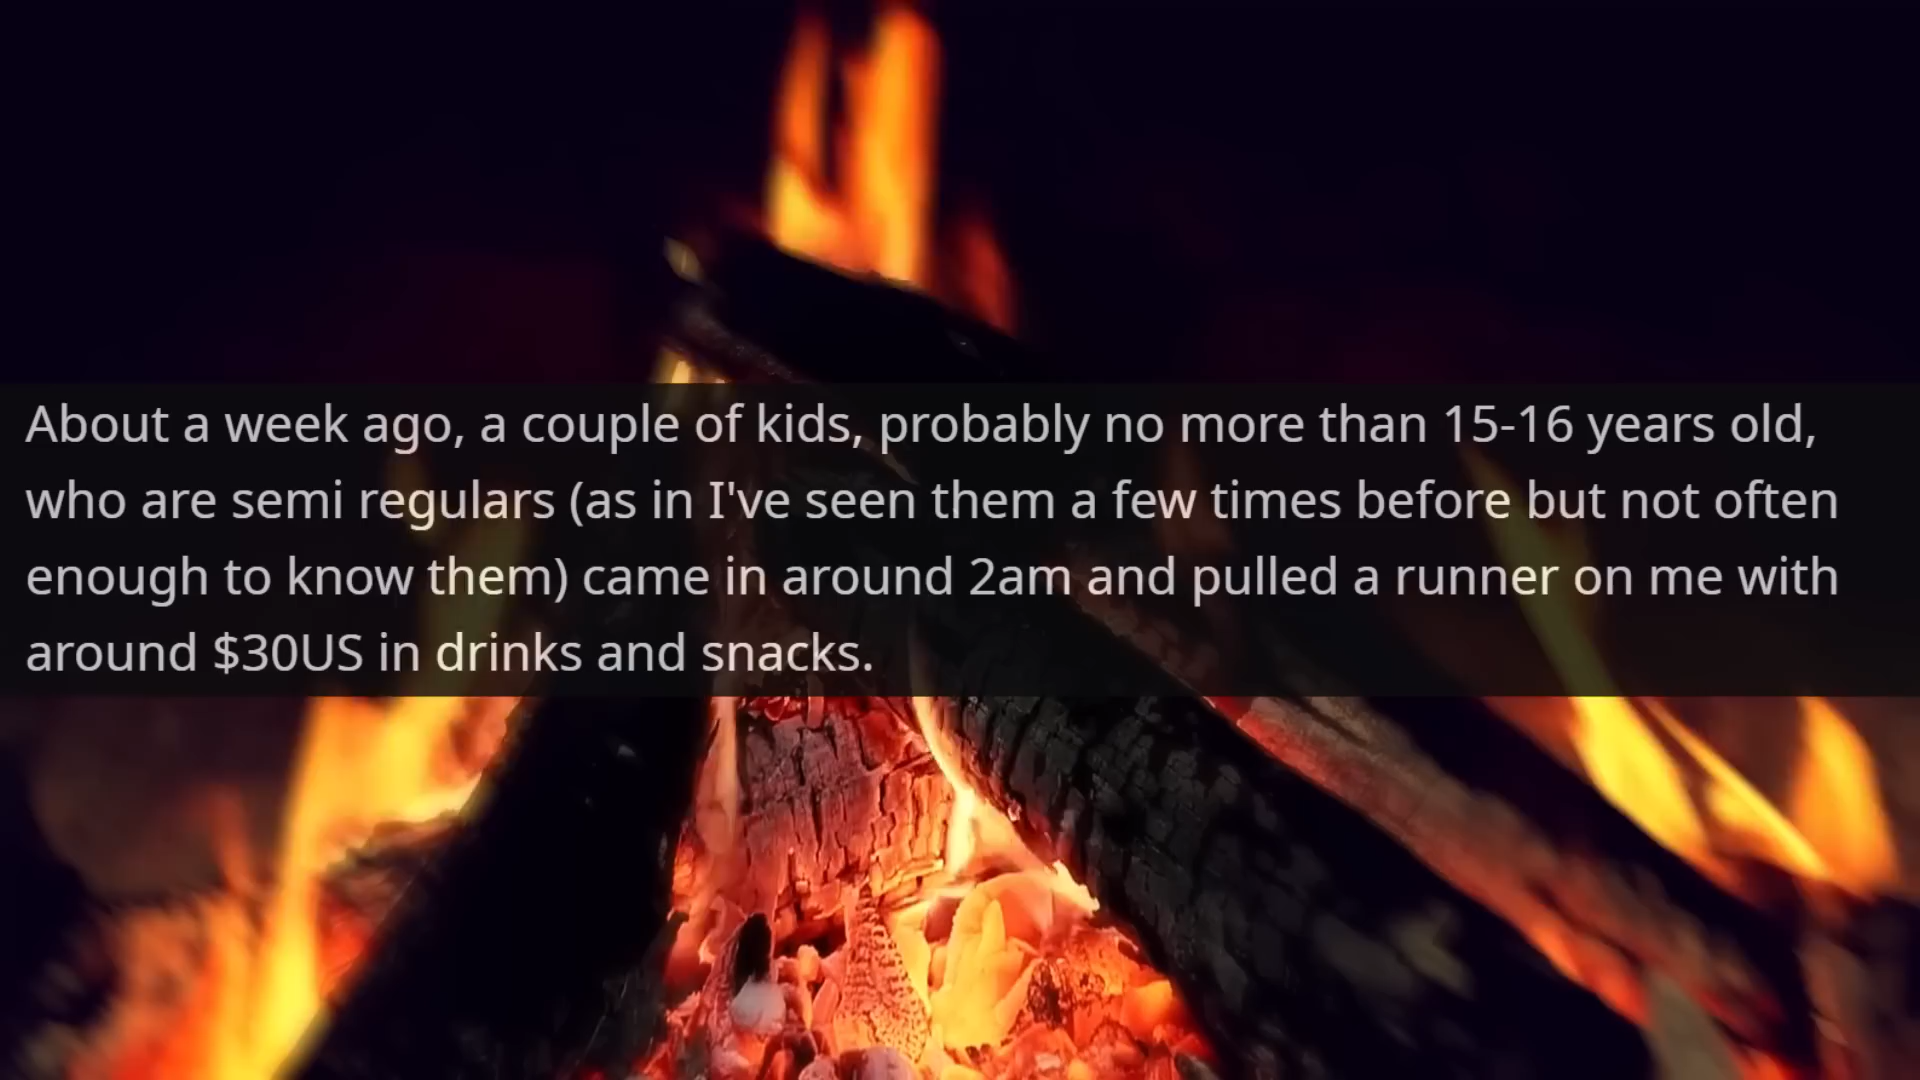 About a week ago, a couple of kids, probably no more than 15-16 years old,
who are semi regulars (as in I've seen them a few times before but not often
enough to know them) came in around 2am and pulled a runner on me with
around $30US in drinks and snacks.